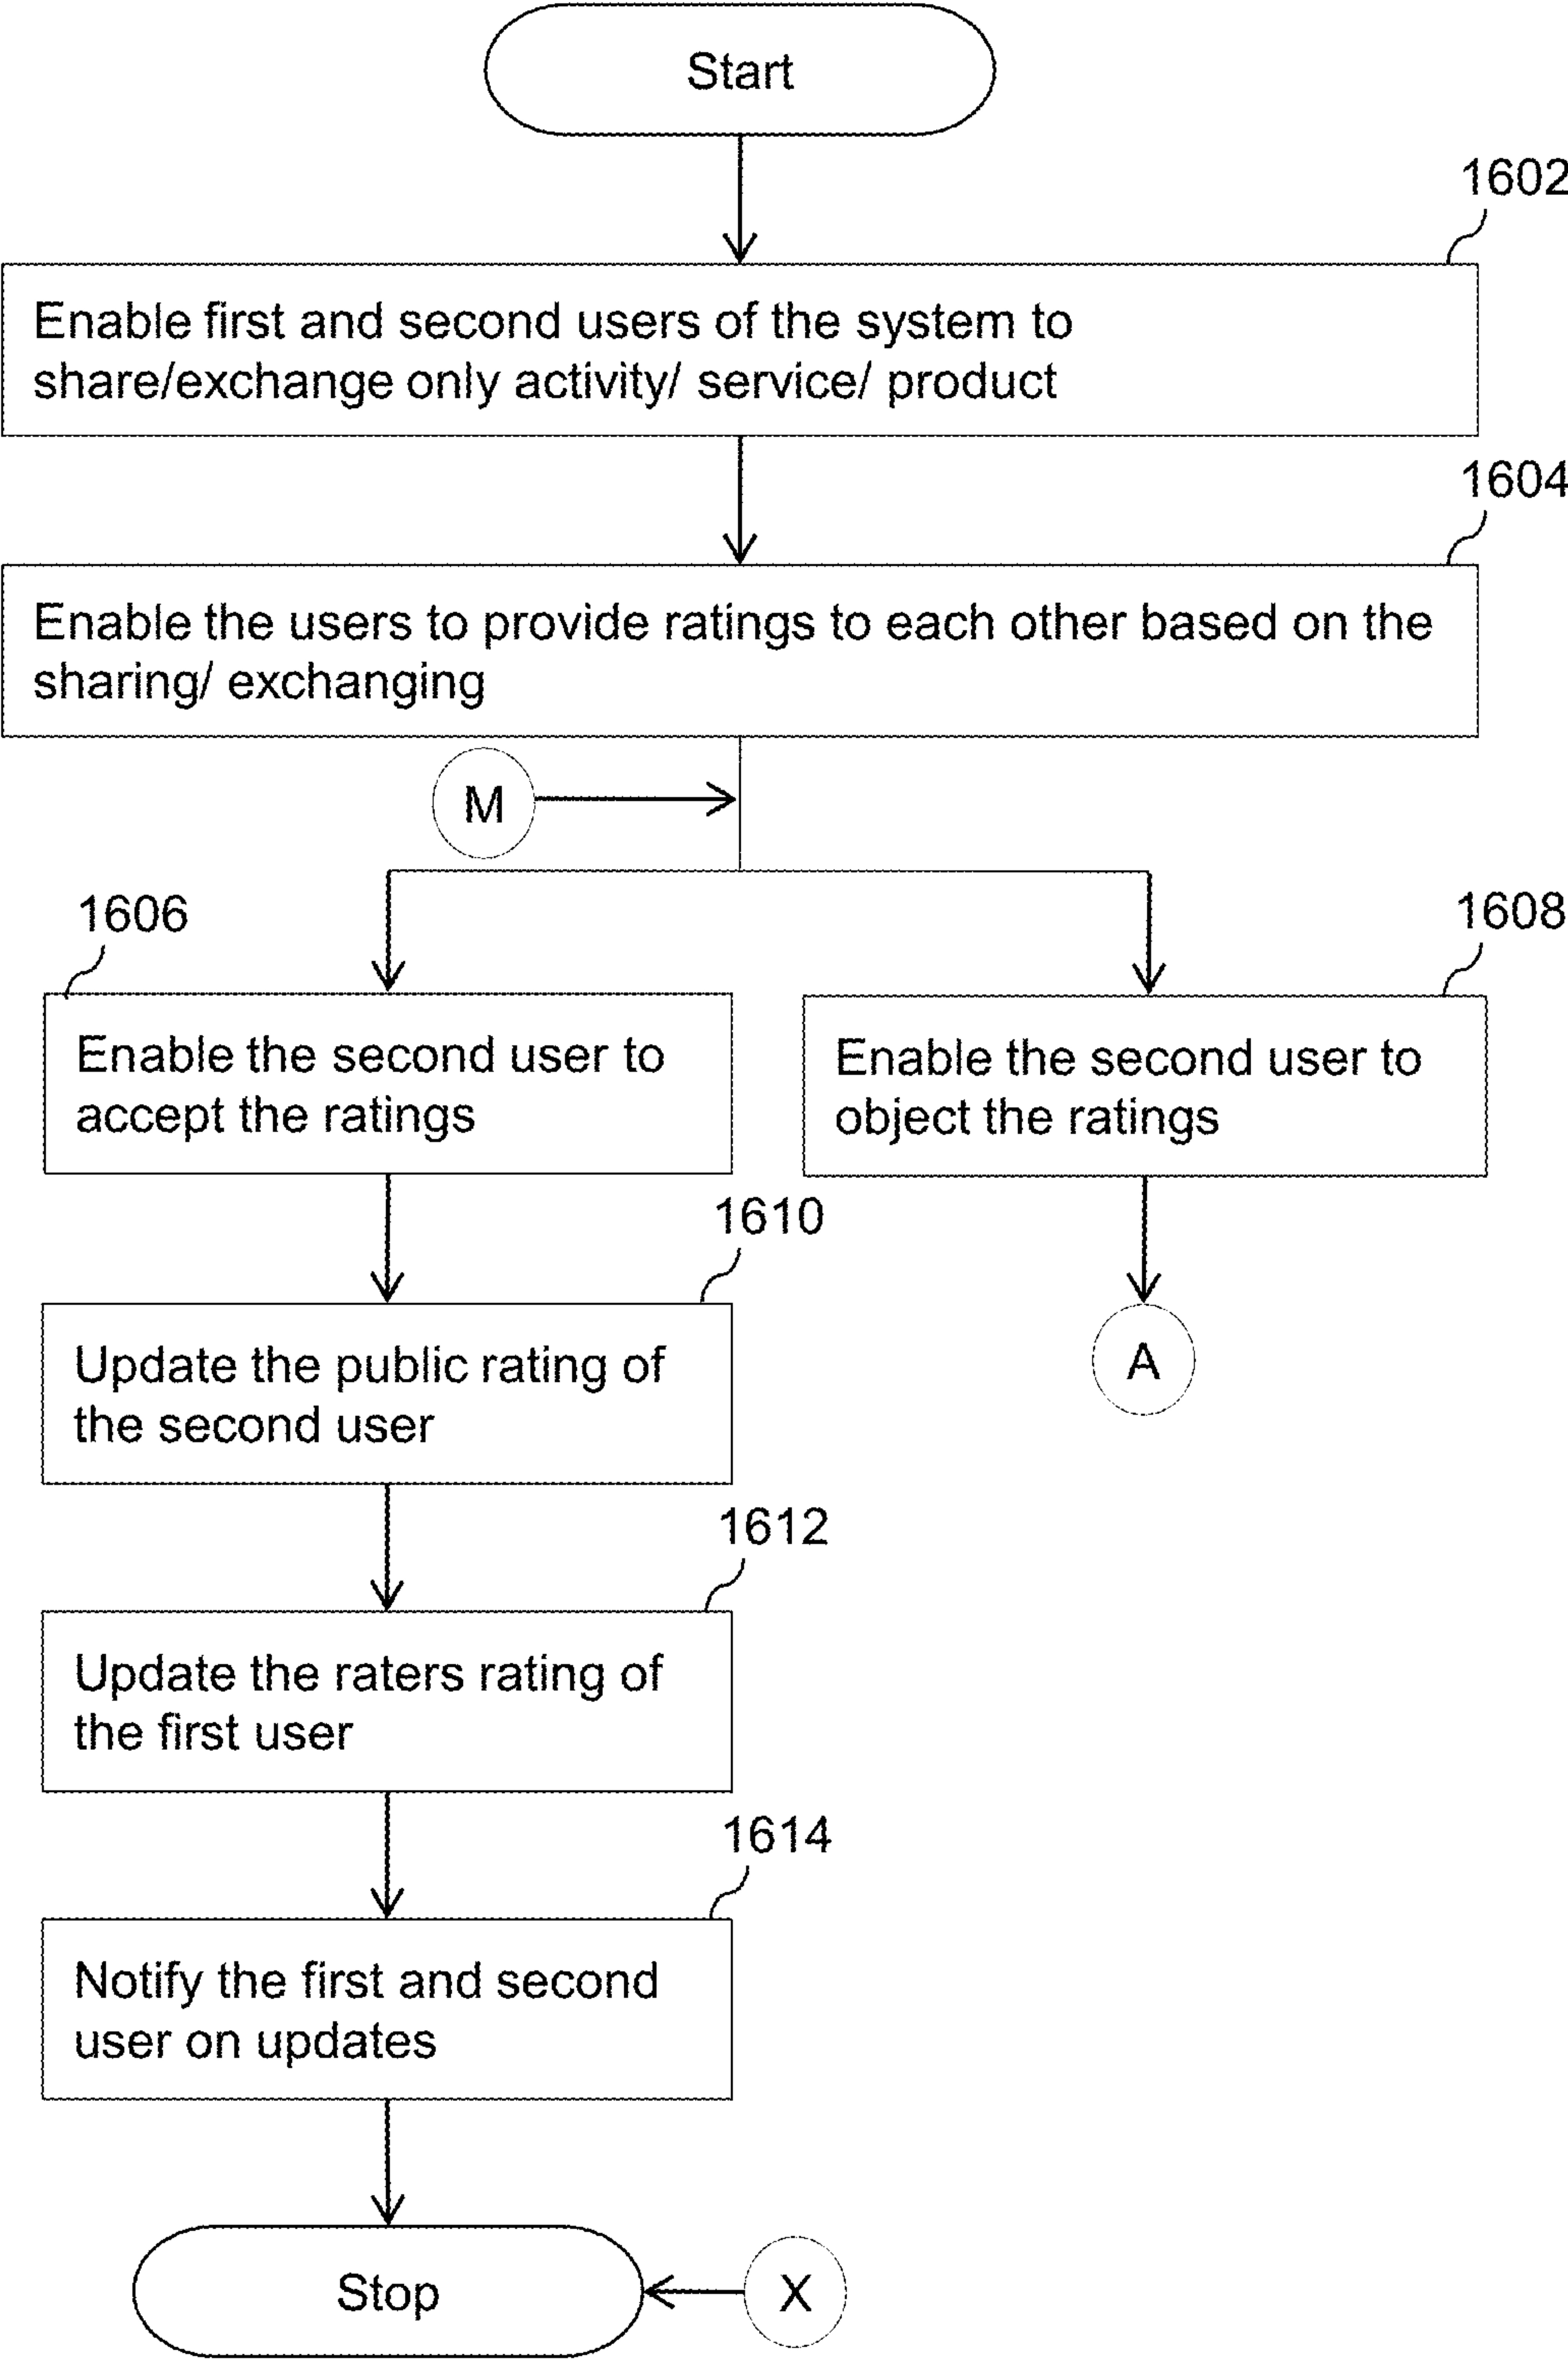 Start
1602
Enable first and second users of the system to
share/exchange only activity/ service/ product
1604
Enable the users to provide ratings to each other based on the
sharing/ exchanging
M
1606
1608
Enable the second user to
accept the ratings
Enable the second user to
object the ratings
1610
Update the public rating of
the second user
A
1612
Update the raters rating of
the first user
1614
Notify the first and second
user on updates
Stop
X